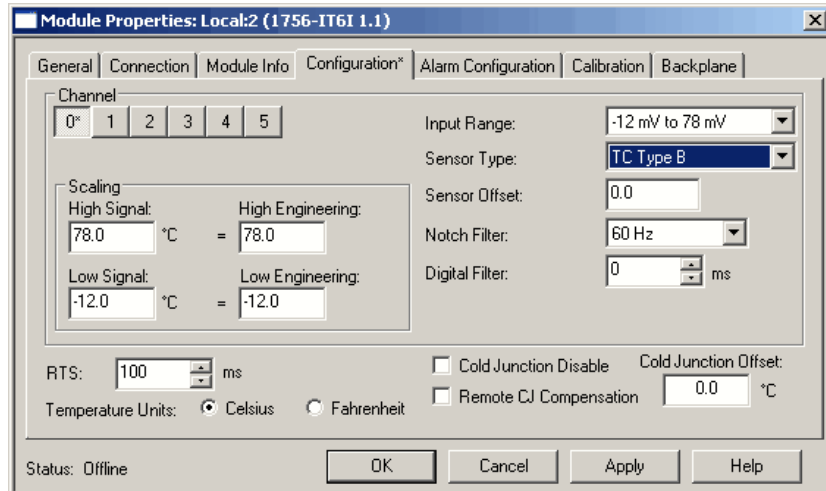 Module Properties: Local:2 (1756-IT6I 1.1)
General Connection Module Info Configuration* Alarm Configuration Calibration Backplane
Channel
0* 1 2 3 4 5
Input Range: -12 mV to 78 mV
Sensor Type: TC Type B
Scaling
Sensor Offset: 0.0
High Signal: High Engineering:
78.0 °C = 78.0
Notch Filter: 60 Hz
Low Signal: Low Engineering:
Digital Filter: 0 ms
-12.0 °C = -12.0
RTS: 100 ms
Cold Junction Disable Cold Junction Offset:
Remote CJ Compensation 0.0 °C
Temperature Units: Celsius Fahrenheit
Status: Offline OK Cancel Apply Help